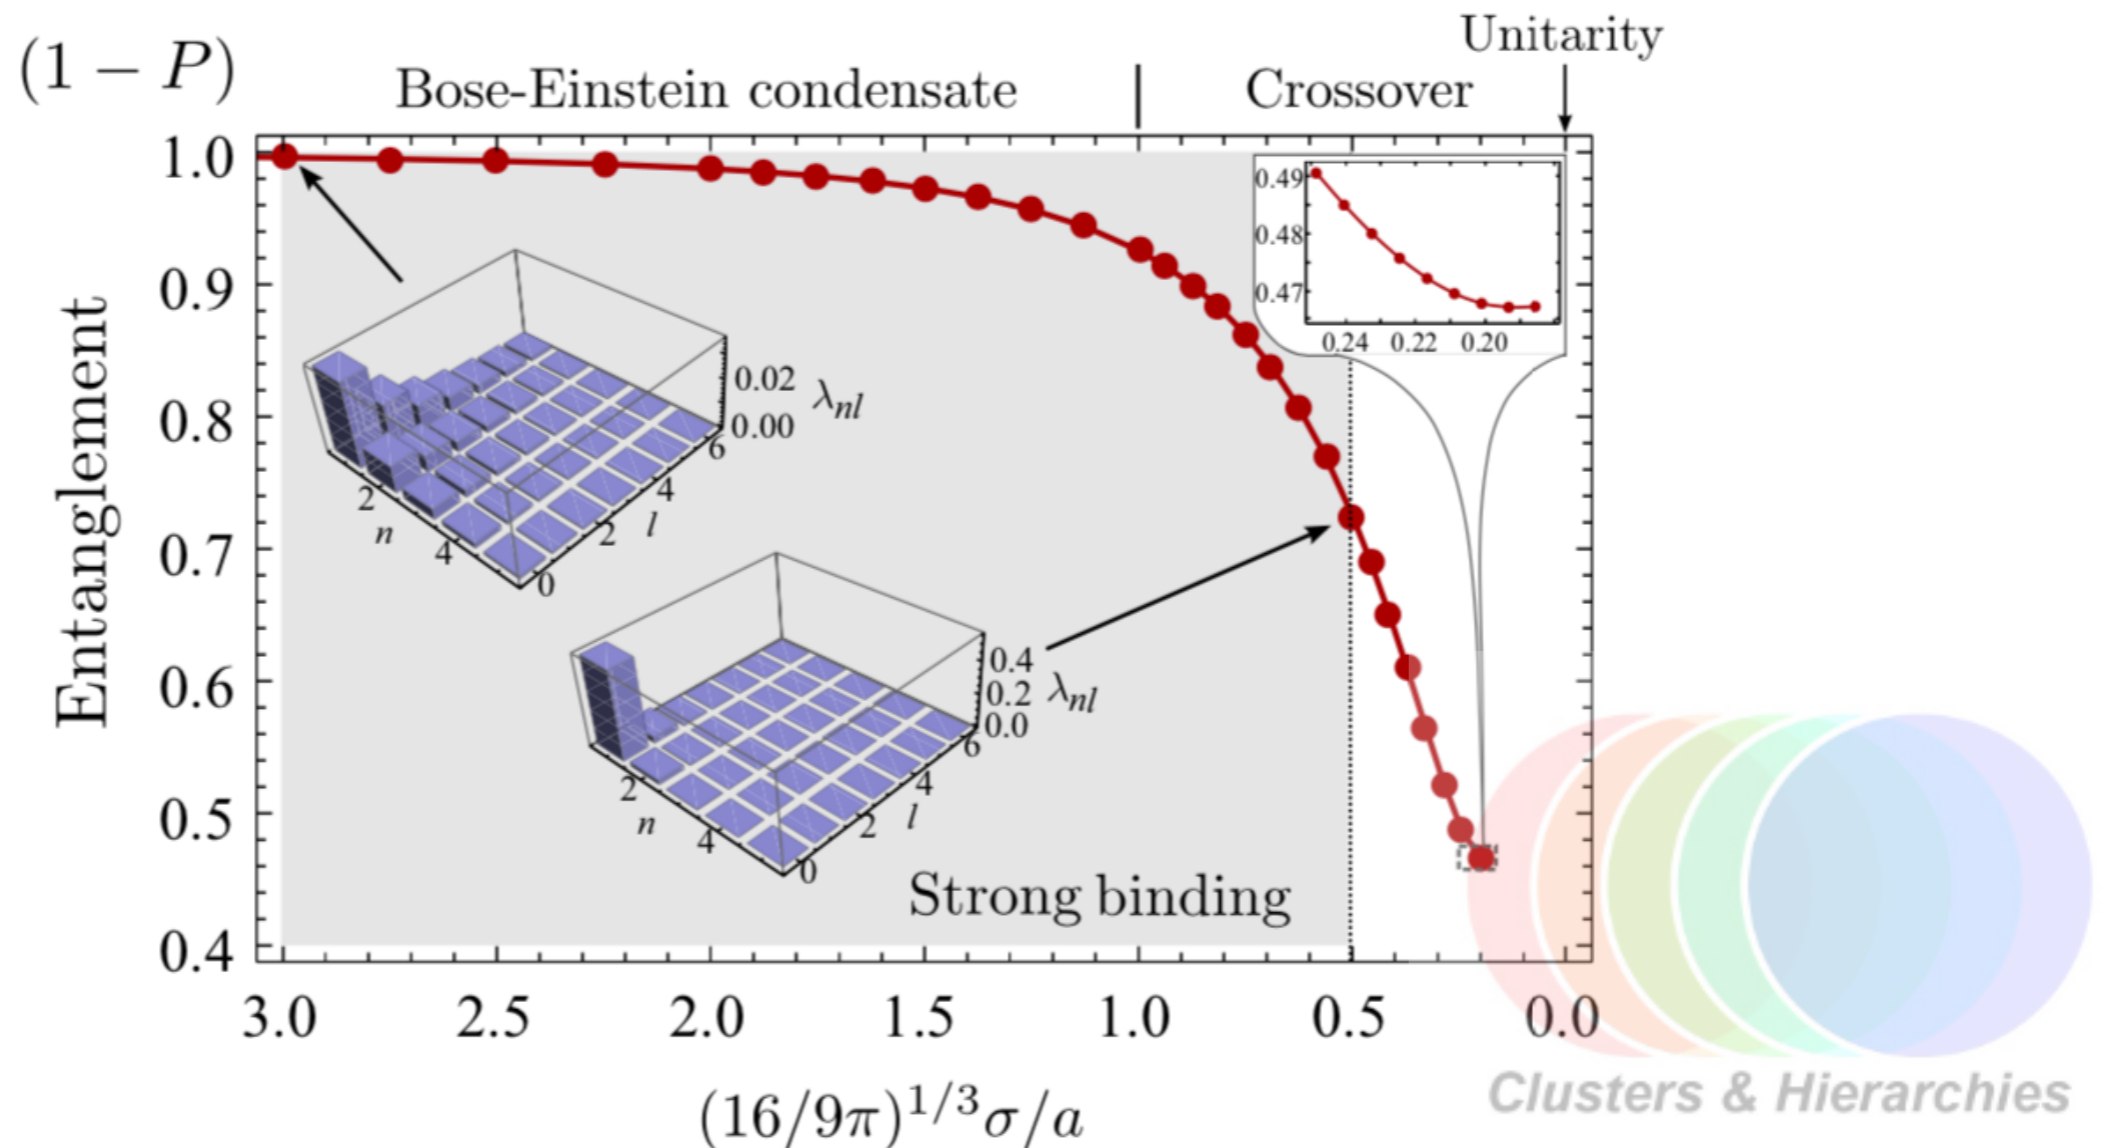 Unitarity
(1 − P)
Bose-Einstein condensate
Crossover
Entanglement
1.0
0.9
0.8
0.7
0.6
0.5
0.4
0.49
0.48
0.47
0.24 0.22 0.20
0.02
0.00
λnl
6
4
2
0
l
2
4
n
0.4
0.2
0.0
λnl
6
4
2
0
l
2
4
n
Strong binding
3.0 2.5 2.0 1.5 1.0 0.5 0.0
(16/9π)^{1/3}σ/a
Clusters & Hierarchies